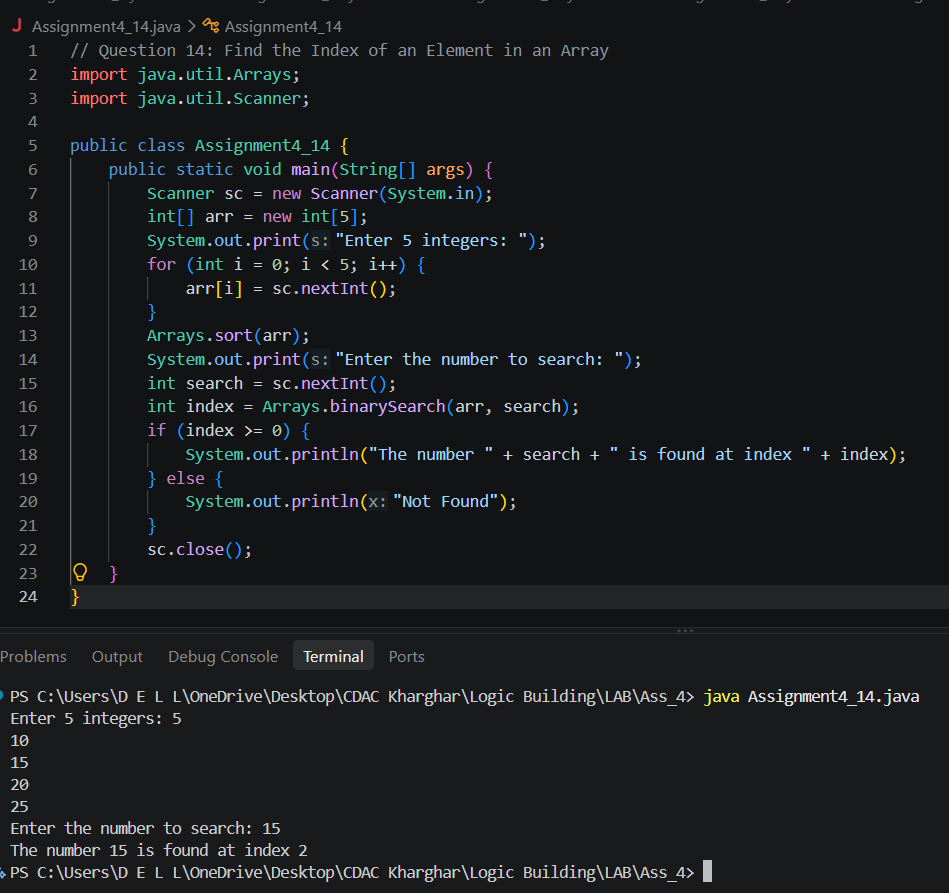 J Assignment4_14.java > Assignment4_14
1 // Question 14: Find the Index of an Element in an Array
2 import java.util.Arrays;
3 import java.util.Scanner;
4
5 public class Assignment4_14 {
6     public static void main(String[] args) {
7         Scanner sc = new Scanner(System.in);
8         int[] arr = new int[5];
9         System.out.print(s: "Enter 5 integers: ");
10         for (int i = 0; i < 5; i++) {
11             arr[i] = sc.nextInt();
12         }
13         Arrays.sort(arr);
14         System.out.print(s: "Enter the number to search: ");
15         int search = sc.nextInt();
16         int index = Arrays.binarySearch(arr, search);
17         if (index >= 0) {
18             System.out.println("The number " + search + " is found at index " + index);
19         } else {
20             System.out.println(x: "Not Found");
21         }
22         sc.close();
23     }
24 }
Problems Output Debug Console Terminal Ports
PS C:\Users\D E L L\OneDrive\Desktop\CDAC Kharghar\Logic Building\LAB\Ass_4> java Assignment4_14.java
Enter 5 integers: 5
10
15
20
25
Enter the number to search: 15
The number 15 is found at index 2
PS C:\Users\D E L L\OneDrive\Desktop\CDAC Kharghar\Logic Building\LAB\Ass_4>